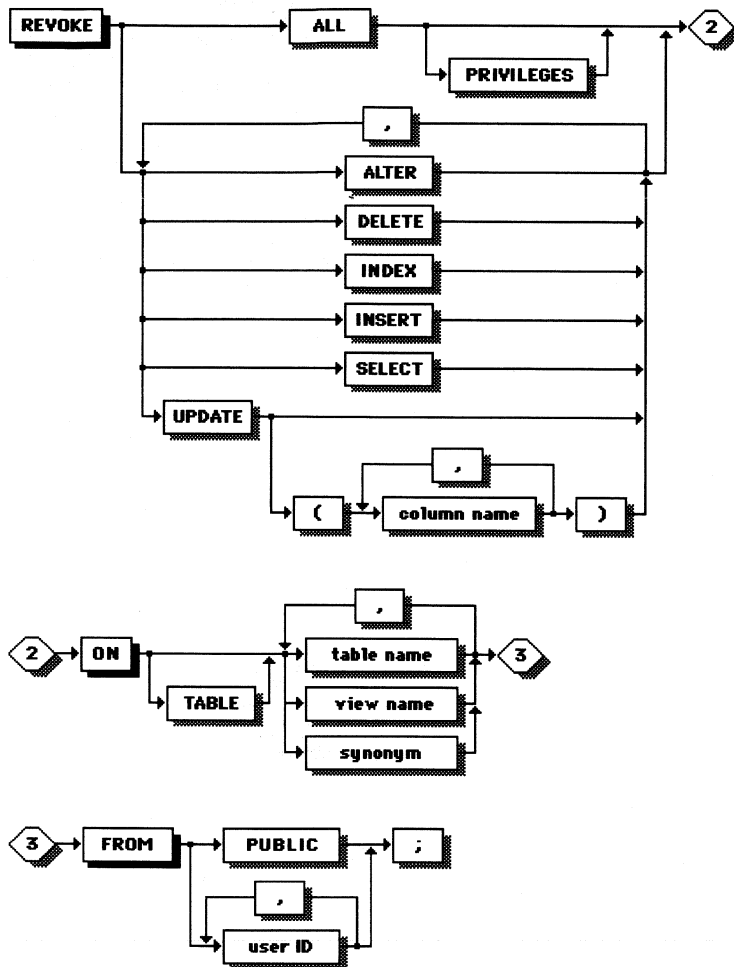 REVOKE ALL 2
PRIVILEGES
,
ALTER
DELETE
INDEX
INSERT
SELECT
UPDATE
,
( column name )
,
2 ON table name 3
TABLE view name
synonym
3 FROM PUBLIC ;
,
user ID